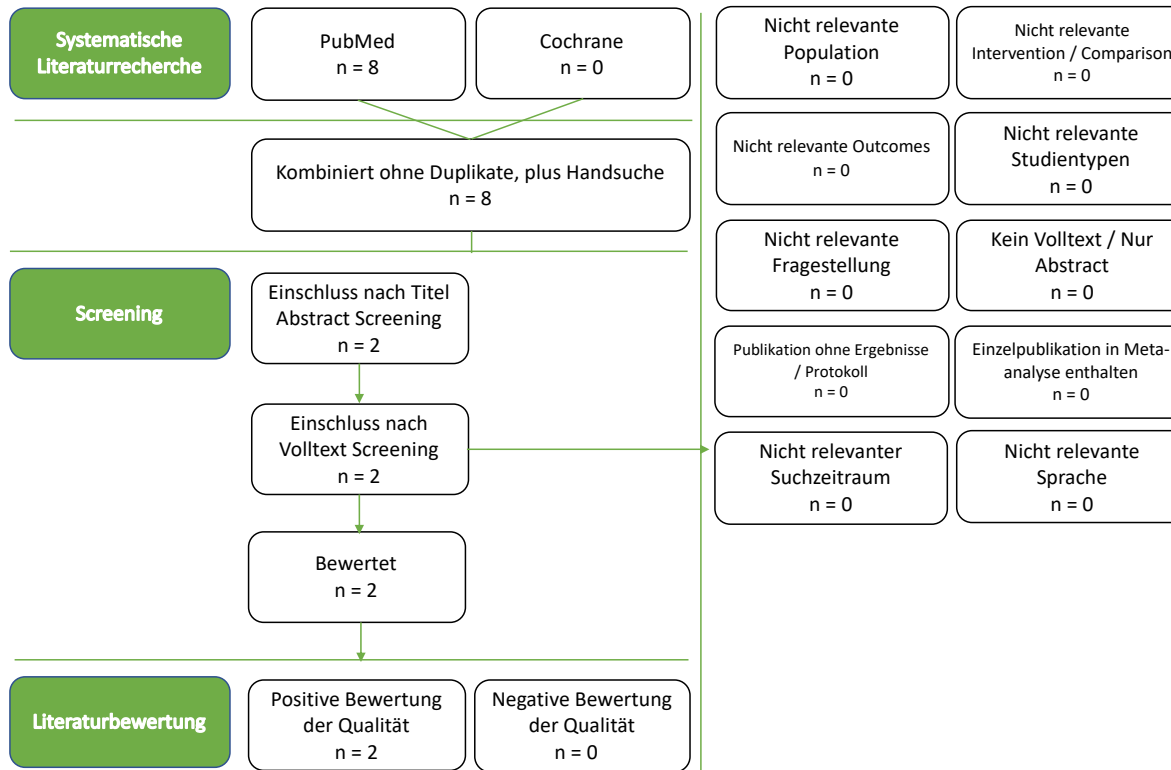 Systematische
Literaturrecherche
PubMed
n = 8
Cochrane
n = 0
Kombiniert ohne Duplikate, plus Handsuche
n = 8
Screening
Einschluss nach Titel
Abstract Screening
n = 2
Einschluss nach
Volltext Screening
n = 2
Bewertet
n = 2
Literaturbewertung
Positive Bewertung
der Qualität
n = 2
Negative Bewertung
der Qualität
n = 0
Nicht relevante
Population
n = 0
Nicht relevante
Intervention / Comparison
n = 0
Nicht relevante Outcomes
n = 0
Nicht relevante
Studientypen
n = 0
Nicht relevante
Fragestellung
n = 0
Kein Volltext / Nur
Abstract
n = 0
Publikation ohne Ergebnisse
/ Protokoll
n = 0
Einzelpublikation in Meta-
analyse enthalten
n = 0
Nicht relevanter
Suchzeitraum
n = 0
Nicht relevante
Sprache
n = 0